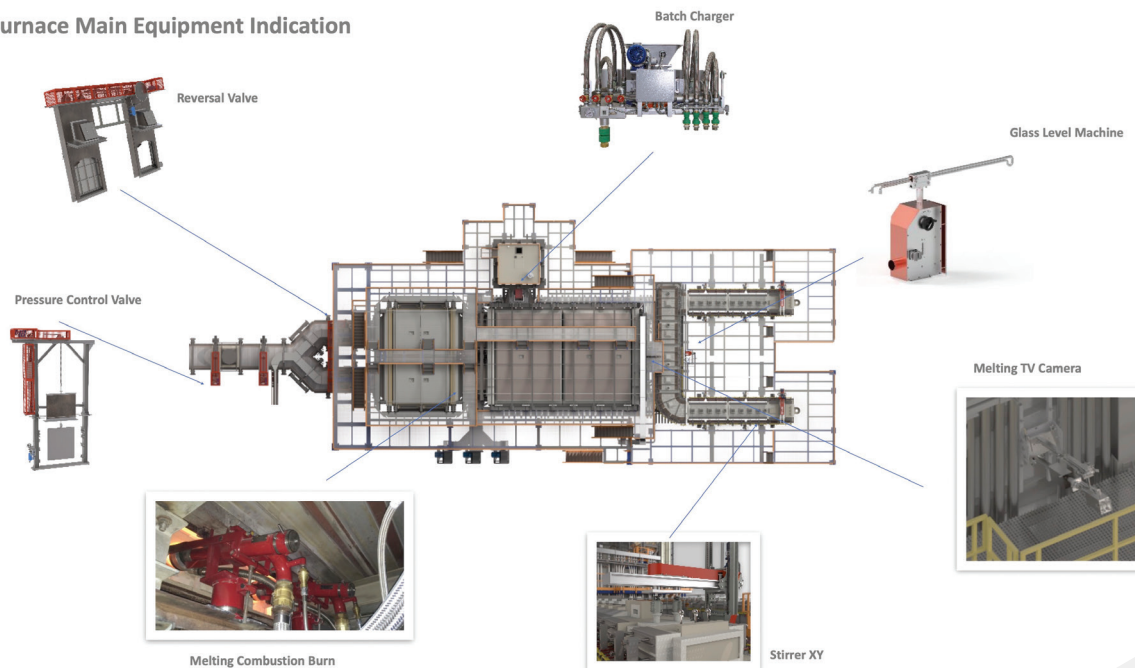 urnace Main Equipment Indication
Batch Charger
Reversal Valve
Glass Level Machine
Pressure Control Valve
Melting TV Camera
Melting Combustion Burn
Stirrer XY